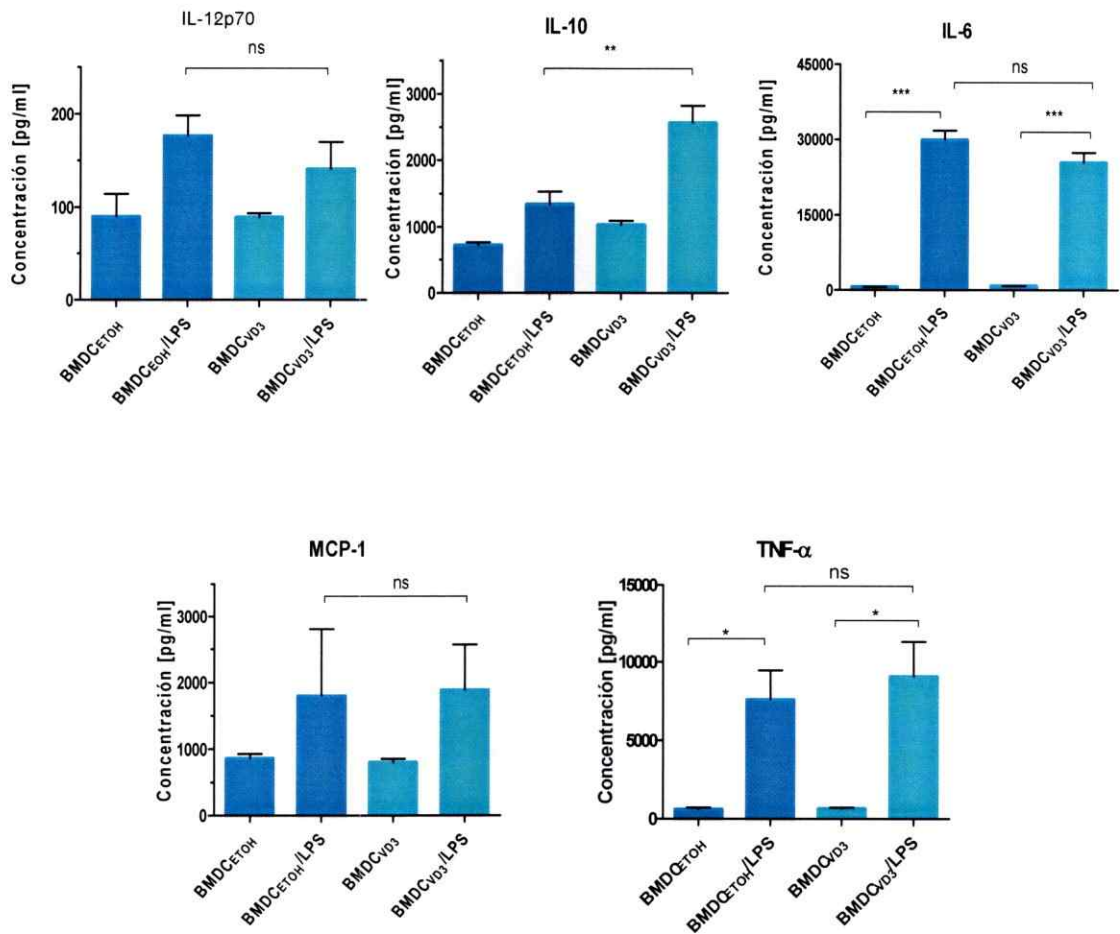 IL-12p70
ns
Concentración [pg/ml]
200
100
0
BMDCETOH
BMDCEOH/LPS
BMDCVD3
BMDCVD3/LPS
IL-10
**
Concentración [pg/ml]
3000
2000
1000
0
BMDCETOH
BMDCETOH/LPS
BMDCVD3
BMDCVD3/LPS
IL-6
ns
***
***
Concentración [pg/ml]
45000
30000
15000
0
BMDCETOH
BMDCETOH/LPS
BMDCVD3
BMDCVD3/LPS
MCP-1
ns
Concentración [pg/ml]
3000
2000
1000
0
BMDCETOH
BMDCETOH/LPS
BMDCVD3
BMDCVD3/LPS
TNF-α
ns
*
*
Concentración [pg/ml]
15000
10000
5000
0
BMDCETOH
BMDCETOH/LPS
BMDCVD3
BMDCVD3/LPS